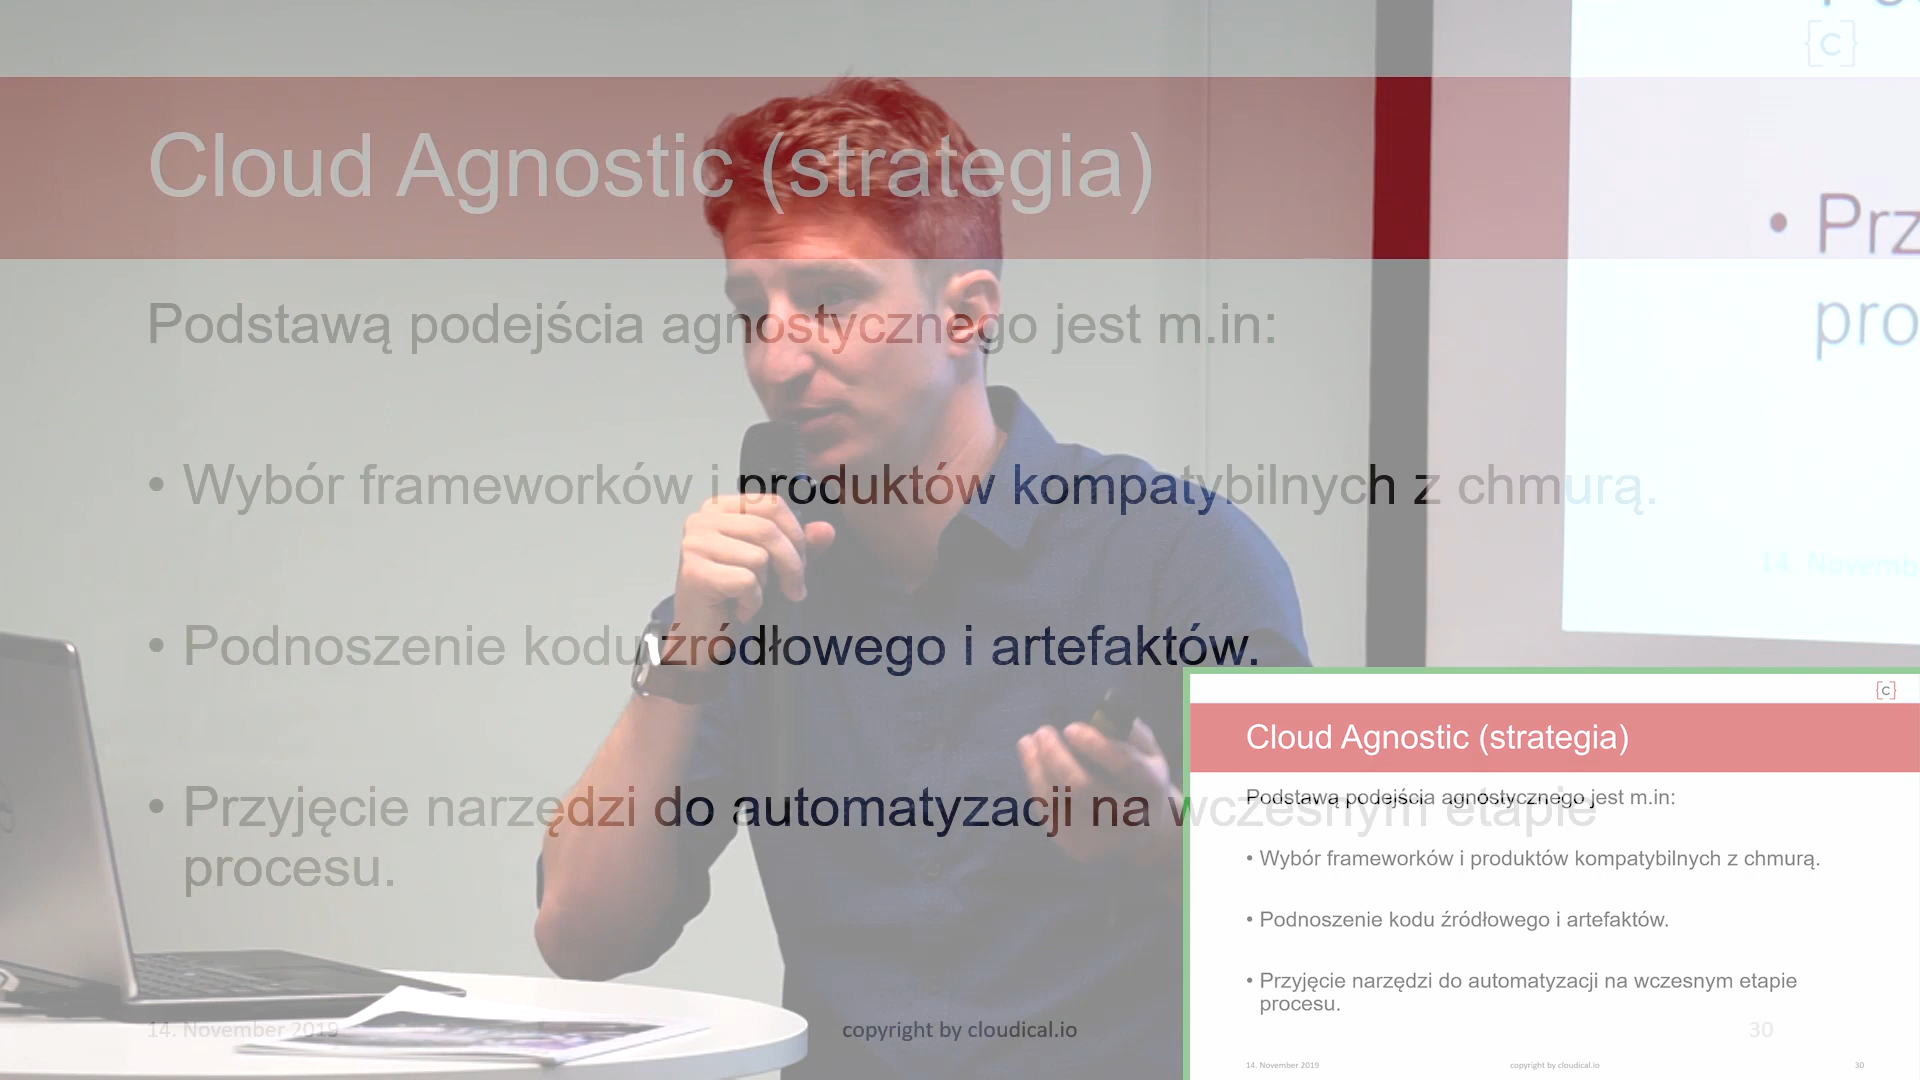 C
Cloud Agnostic (strategia)
Podstawą podejścia agnostycznego jest m.in:
• Wybór frameworków i produktów kompatybilnych z chmurą.
• Podnoszenie kodu źródłowego i artefaktów.
• Przyjęcie narzędzi do automatyzacji na wczesnym etapie
procesu.
14. November 2019
copyright by cloudical.io
30
• Prz
pro
14. Novemb
[c]
Cloud Agnostic (strategia)
Podstawą podejścia agnostycznego jest m.in:
• Wybór frameworków i produktów kompatybilnych z chmurą.
• Podnoszenie kodu źródłowego i artefaktów.
• Przyjęcie narzędzi do automatyzacji na wczesnym etapie
procesu.
14. November 2019
copyright by cloudical.io
30